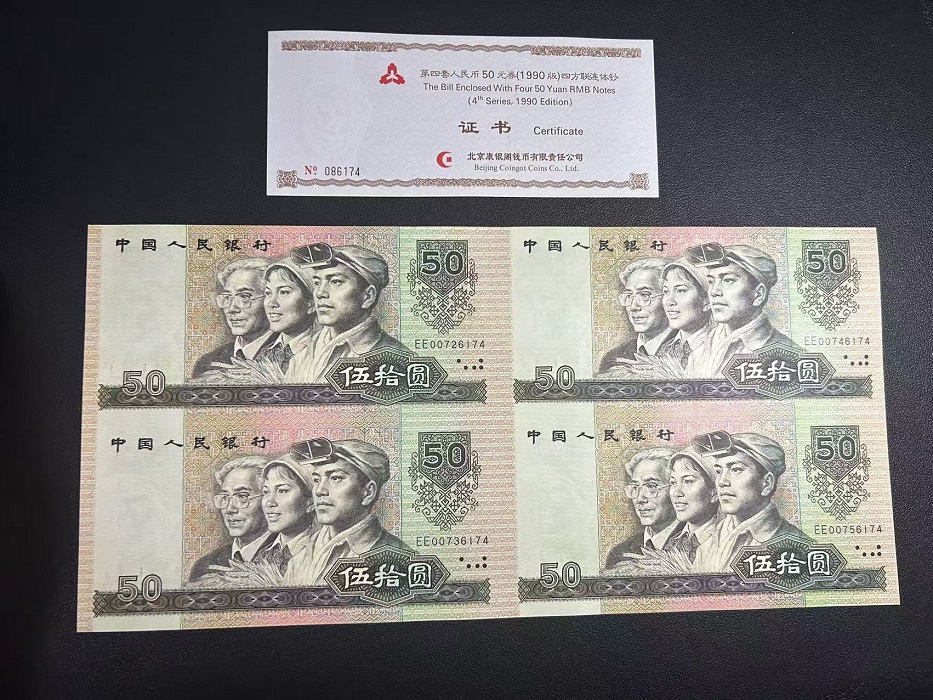 第四套人民币50元券(1990版)四方联连体钞
The Bill Enclosed With Four 50 Yuan RMB Notes
(4th Series, 1990 Edition)
证书 Certificate
北京康银阁钱币有限责任公司
Beijing Coingot Coins Co., Ltd.
Nº 086174
中国人民银行
50
EE00726174
50
伍拾圆
中国人民银行
50
EE00746174
50
伍拾圆
中国人民银行
50
EE00736174
50
伍拾圆
中国人民银行
50
EE00756174
50
伍拾圆